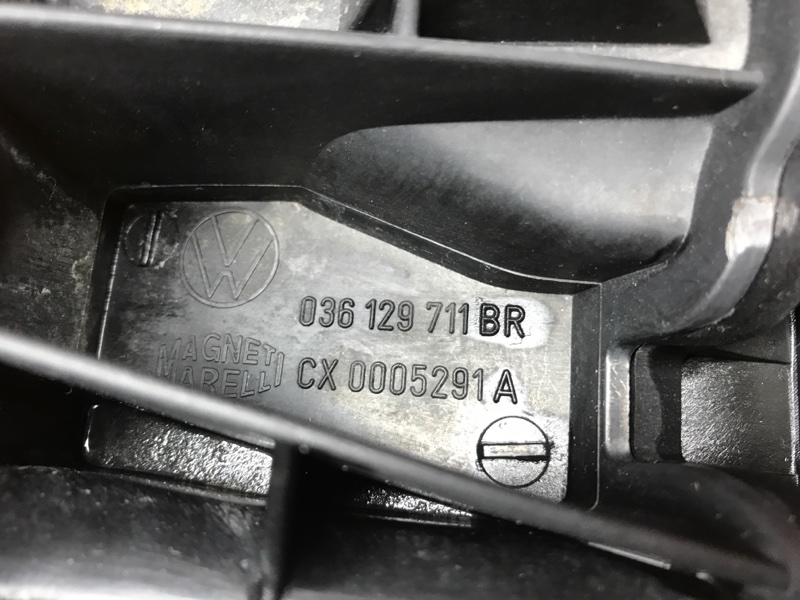 036 129 711 BR
MAGNETI
MARELLI
CX 0005291 A